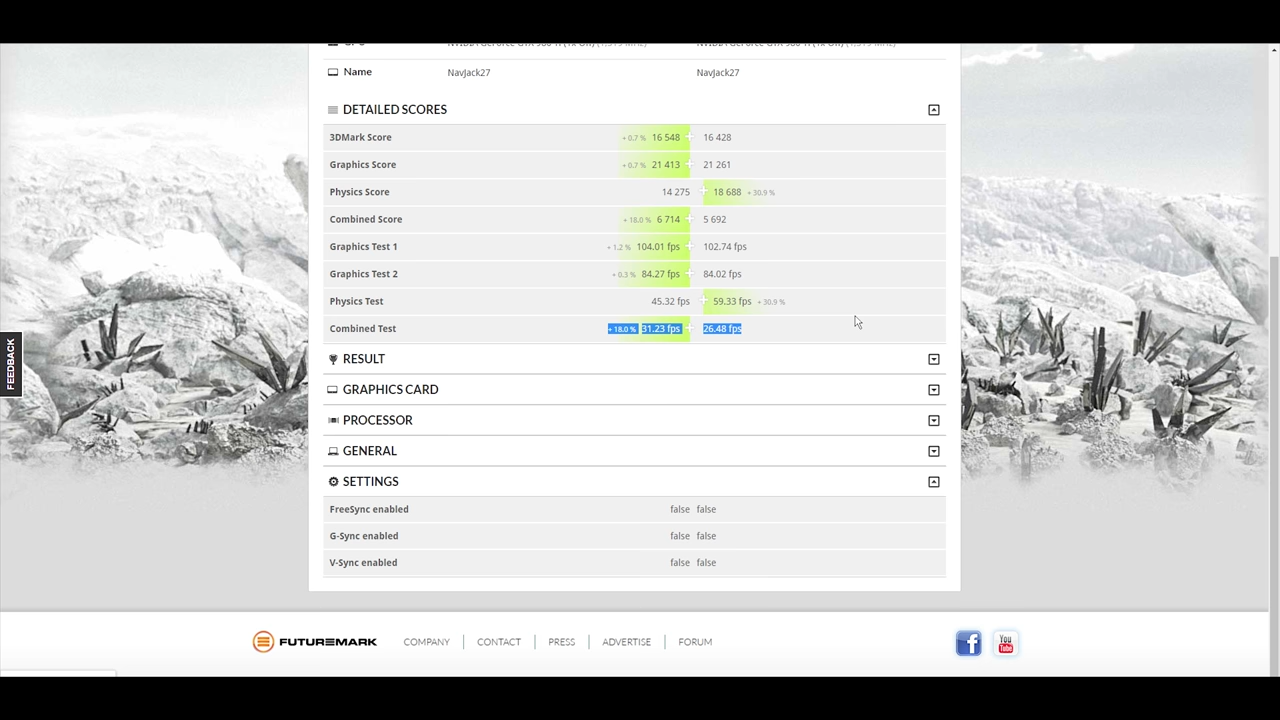 Name NavJack27 NavJack27
DETAILED SCORES
3DMark Score + 0.7 % 16 548 16 428
Graphics Score + 0.7 % 21 413 21 261
Physics Score 14 275 18 688 + 30.9 %
Combined Score + 18.0 % 6 714 5 692
Graphics Test 1 + 1.2 % 104.01 fps 102.74 fps
Graphics Test 2 + 0.3 % 84.27 fps 84.02 fps
Physics Test 45.32 fps 59.33 fps + 30.9 %
Combined Test + 18.0 % 31.23 fps 26.48 fps
FEEDBACK
RESULT
GRAPHICS CARD
PROCESSOR
GENERAL
SETTINGS
FreeSync enabled false false
G-Sync enabled false false
V-Sync enabled false false
FUTUREMARK COMPANY CONTACT PRESS ADVERTISE FORUM
f You Tube